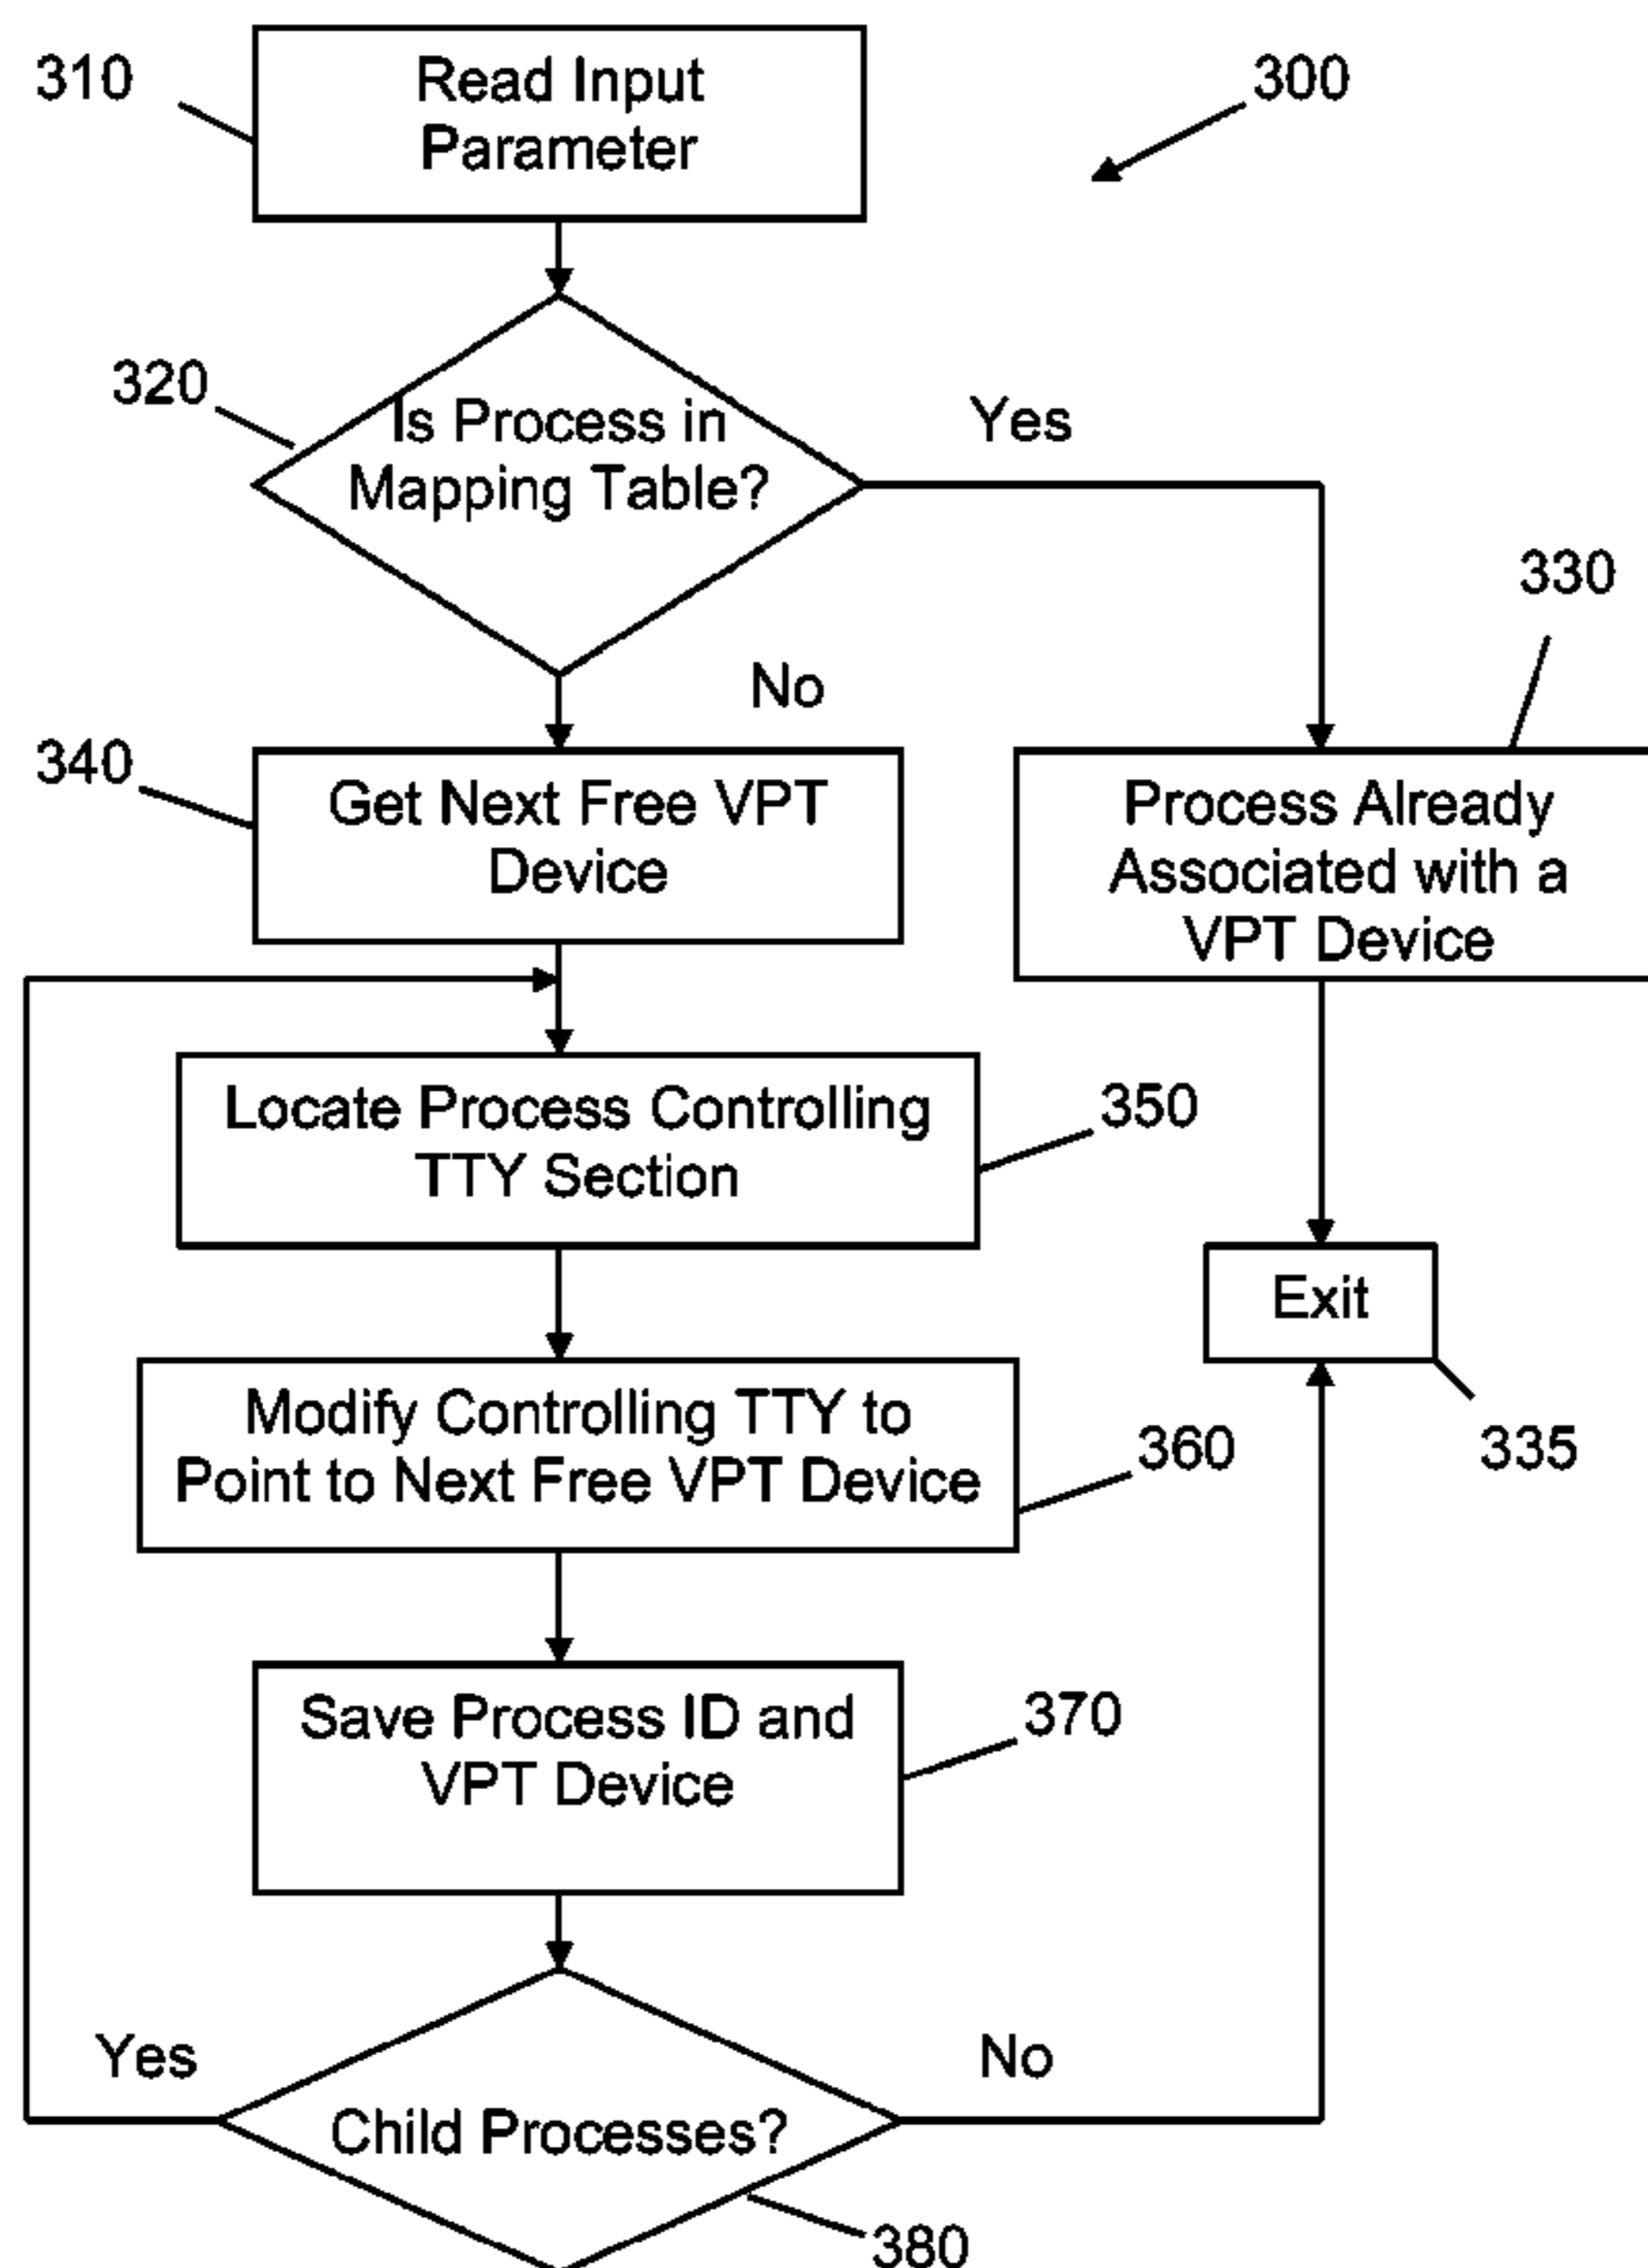 310
Read Input
Parameter
300
320
Is Process in
Mapping Table?
Yes
330
No
340
Get Next Free VPT
Device
Process Already
Associated with a
VPT Device
Locate Process Controlling
TTY Section
350
Exit
335
Modify Controlling TTY to
Point to Next Free VPT Device
360
Save Process ID and
VPT Device
370
Yes
No
Child Processes?
380